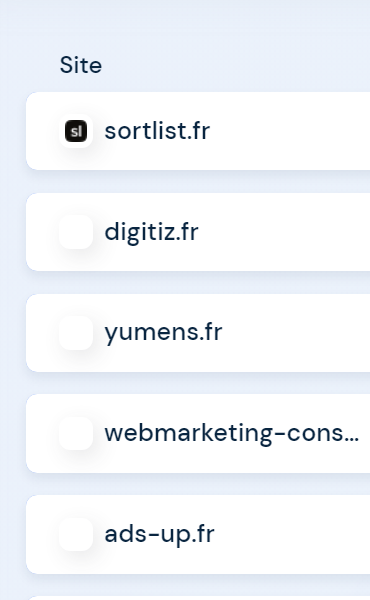 Site
sl sortlist.fr
digitiz.fr
yumens.fr
webmarketing-cons...
ads-up.fr